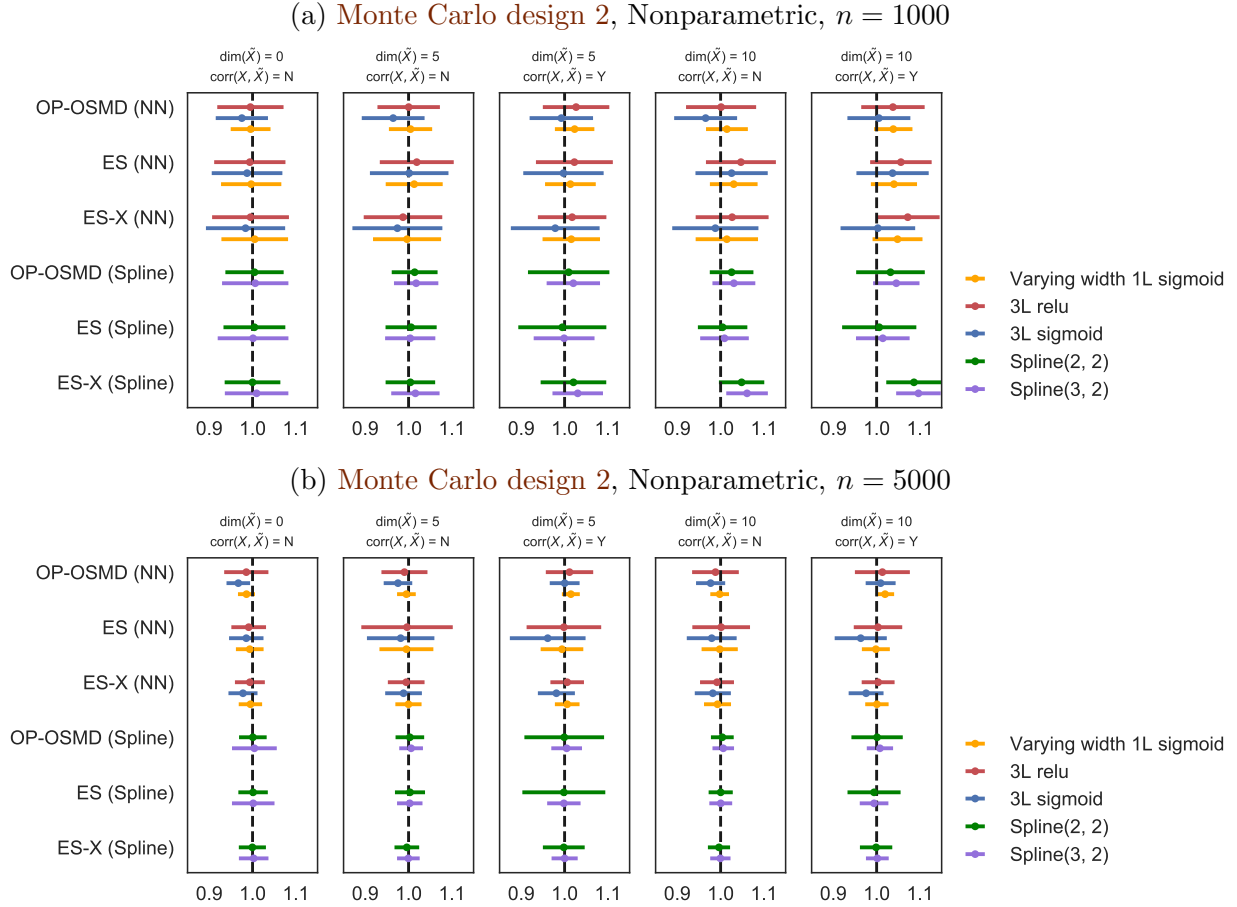 (a) Monte Carlo design 2, Nonparametric, n = 1000
dim(X̃) = 0
corr(X, X̃) = N
dim(X̃) = 5
corr(X, X̃) = N
dim(X̃) = 5
corr(X, X̃) = Y
dim(X̃) = 10
corr(X, X̃) = N
dim(X̃) = 10
corr(X, X̃) = Y
OP-OSMD (NN)
ES (NN)
ES-X (NN)
OP-OSMD (Spline)
ES (Spline)
ES-X (Spline)
0.9 1.0 1.1
0.9 1.0 1.1
0.9 1.0 1.1
0.9 1.0 1.1
0.9 1.0 1.1
Varying width 1L sigmoid
3L relu
3L sigmoid
Spline(2, 2)
Spline(3, 2)
(b) Monte Carlo design 2, Nonparametric, n = 5000
dim(X̃) = 0
corr(X, X̃) = N
dim(X̃) = 5
corr(X, X̃) = N
dim(X̃) = 5
corr(X, X̃) = Y
dim(X̃) = 10
corr(X, X̃) = N
dim(X̃) = 10
corr(X, X̃) = Y
OP-OSMD (NN)
ES (NN)
ES-X (NN)
OP-OSMD (Spline)
ES (Spline)
ES-X (Spline)
0.9 1.0 1.1
0.9 1.0 1.1
0.9 1.0 1.1
0.9 1.0 1.1
0.9 1.0 1.1
Varying width 1L sigmoid
3L relu
3L sigmoid
Spline(2, 2)
Spline(3, 2)